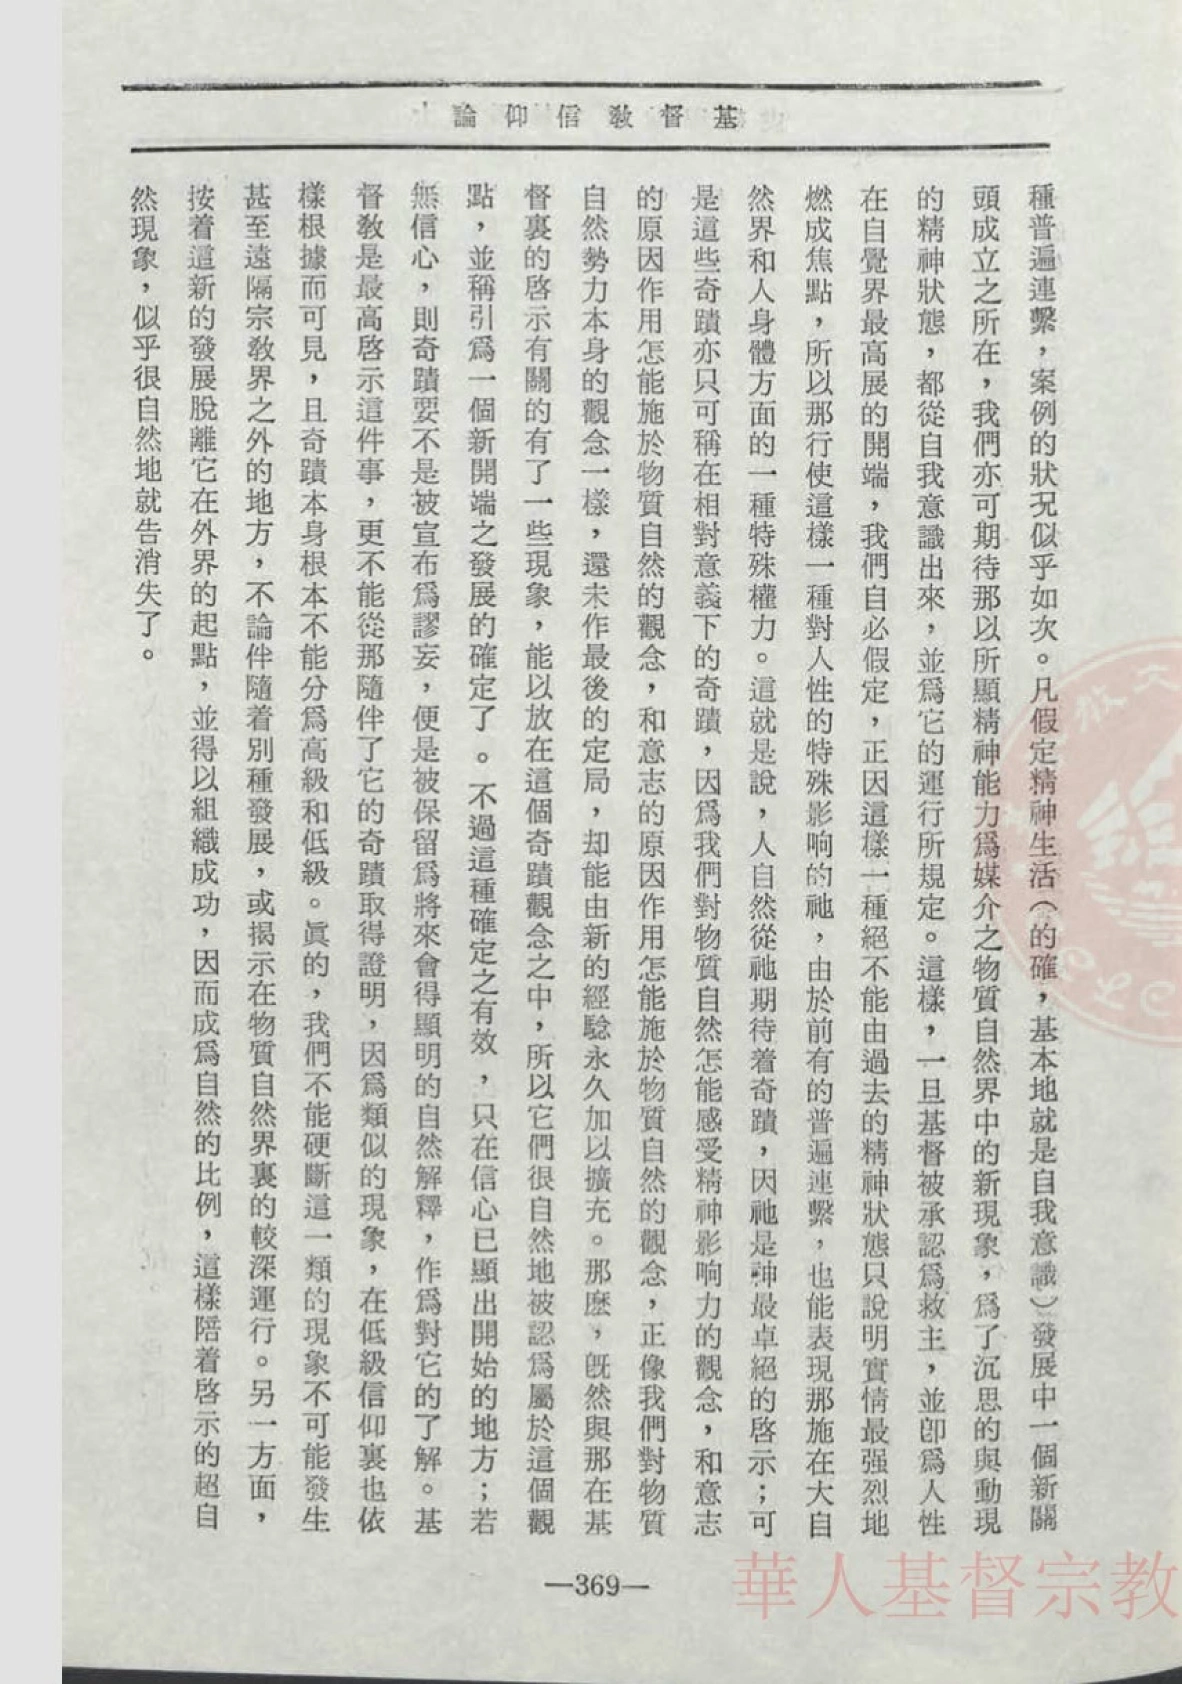 基督教信仰論
種普遍連繫，案例的狀況似乎如次。凡假定精神生活（的確，基本地就是自我意識）發展中一個新關
頭成立之所在，我們亦可期待那以所顯精神能力爲媒介之物質自然界中的新現象，爲了沉思的與動現
的精神狀態，都從自我意識出來，並爲它的運行所規定。這樣，一旦基督被承認爲救主，並卽爲人性
在自覺界最高展的開端，我們自必假定，正因這樣一種絕不能由過去的精神狀態只說明實情最强烈地
燃成焦點，所以那行使這樣一種對人性的特殊影响的祂，由於前有的普遍連繫，也能表現那施在大自
然界和人身體方面的一種特殊權力。這就是說，人自然從祂期待着奇蹟，因祂是神最卓絕的啓示；可
是這些奇蹟亦只可稱在相對意義下的奇蹟，因爲我們對物質自然怎能感受精神影响力的觀念，和意志
的原因作用怎能施於物質自然的觀念，和意志的原因作用怎能施於物質自然的觀念，正像我們對物質
自然勢力本身的觀念一樣，還未作最後的定局，却能由新的經驗永久加以擴充。那麽，旣然與那在基
督裏的啓示有關的有了一些現象，能以放在這個奇蹟觀念之中，所以它們很自然地被認爲屬於這個觀
點，並稱引爲一個新開端之發展的確定了。不過這種確定之有效，只在信心已顯出開始的地方；若
無信心，則奇蹟要不是被宣布爲謬妄，便是被保留爲將來會得顯明的自然解釋，作爲對它的了解。基
督教是最高啓示這件事，更不能從那隨伴了它的奇蹟取得證明，因爲類似的現象，在低級信仰裏也依
樣根據而可見，且奇蹟本身根本不能分爲高級和低級。眞的，我們不能硬斷這一類的現象不可能發生
甚至遠隔宗教界之外的地方，不論伴隨着別種發展，或揭示在物質自然界裏的較深運行。另一方面，
按着這新的發展脫離它在外界的起點，並得以組織成功，因而成爲自然的比例，這樣陪着啓示的超自
然現象，似乎很自然地就告消失了。
—369—
華人基督宗教